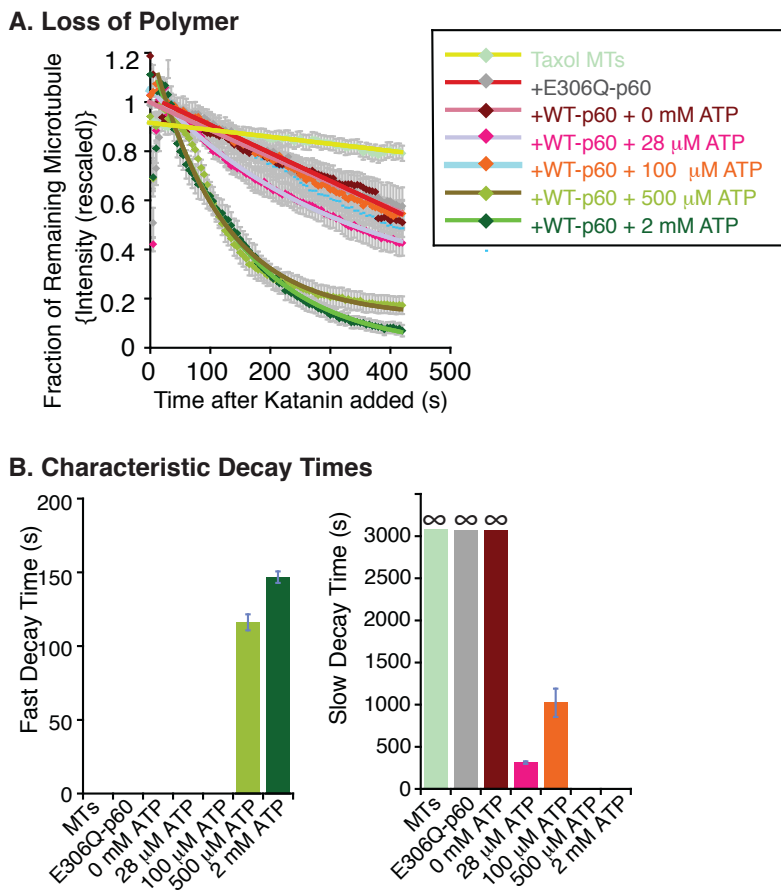 A. Loss of Polymer
Fraction of Remaining Microtubule
{Intensity (rescaled)}
1.2
1
0.8
0.6
0.4
0.2
0
0 100 200 300 400 500
Time after Katanin added (s)
Taxol MTs
+E306Q-p60
+WT-p60 + 0 mM ATP
+WT-p60 + 28 μM ATP
+WT-p60 + 100 μM ATP
+WT-p60 + 500 μM ATP
+WT-p60 + 2 mM ATP
B. Characteristic Decay Times
Fast Decay Time (s)
200
150
100
50
0
MTs
E306Q-p60
0 mM ATP
28 μM ATP
100 μM ATP
500 μM ATP
2 mM ATP
Slow Decay Time (s)
3000
2500
2000
1500
1000
500
0
∞ ∞ ∞
MTs
E306Q-p60
0 mM ATP
28 μM ATP
100 μM ATP
500 μM ATP
2 mM ATP